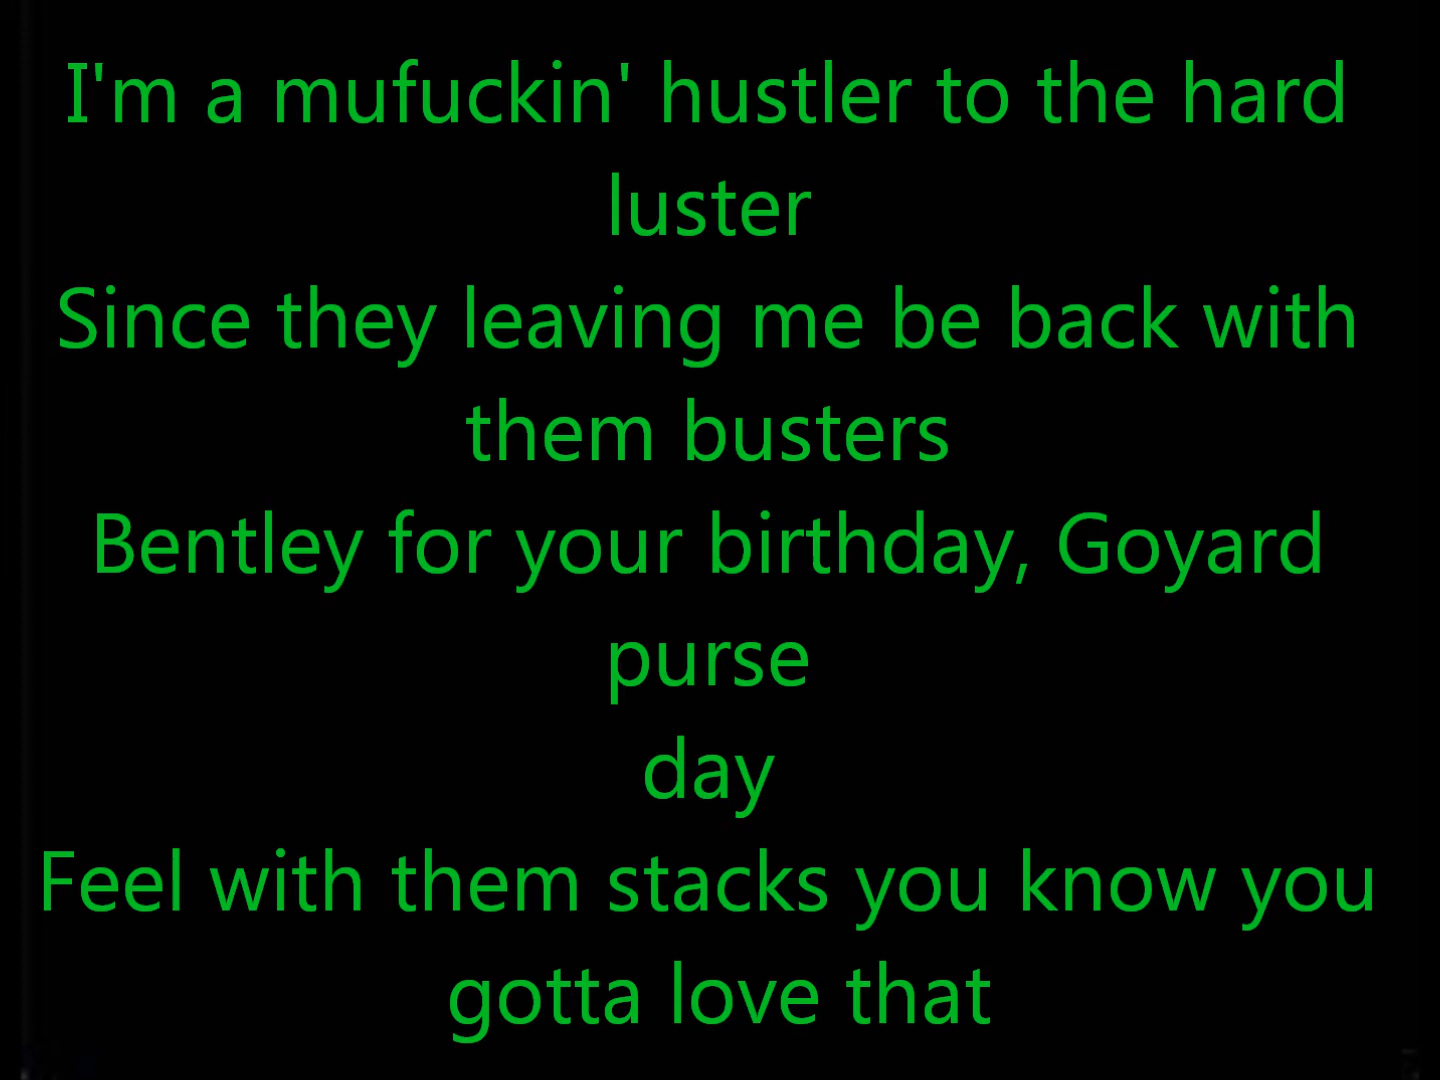 I'm a mufuckin' hustler to the hard
luster
Since they leaving me be back with
them busters
Bentley for your birthday, Goyard
purse
day
Feel with them stacks you know you
gotta love that